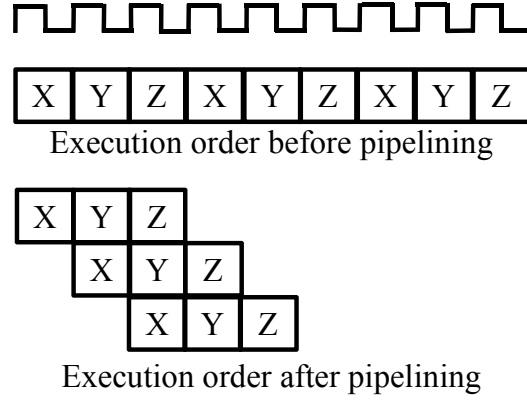 X Y Z X Y Z X Y Z
Execution order before pipelining
X Y Z
X Y Z
X Y Z
Execution order after pipelining